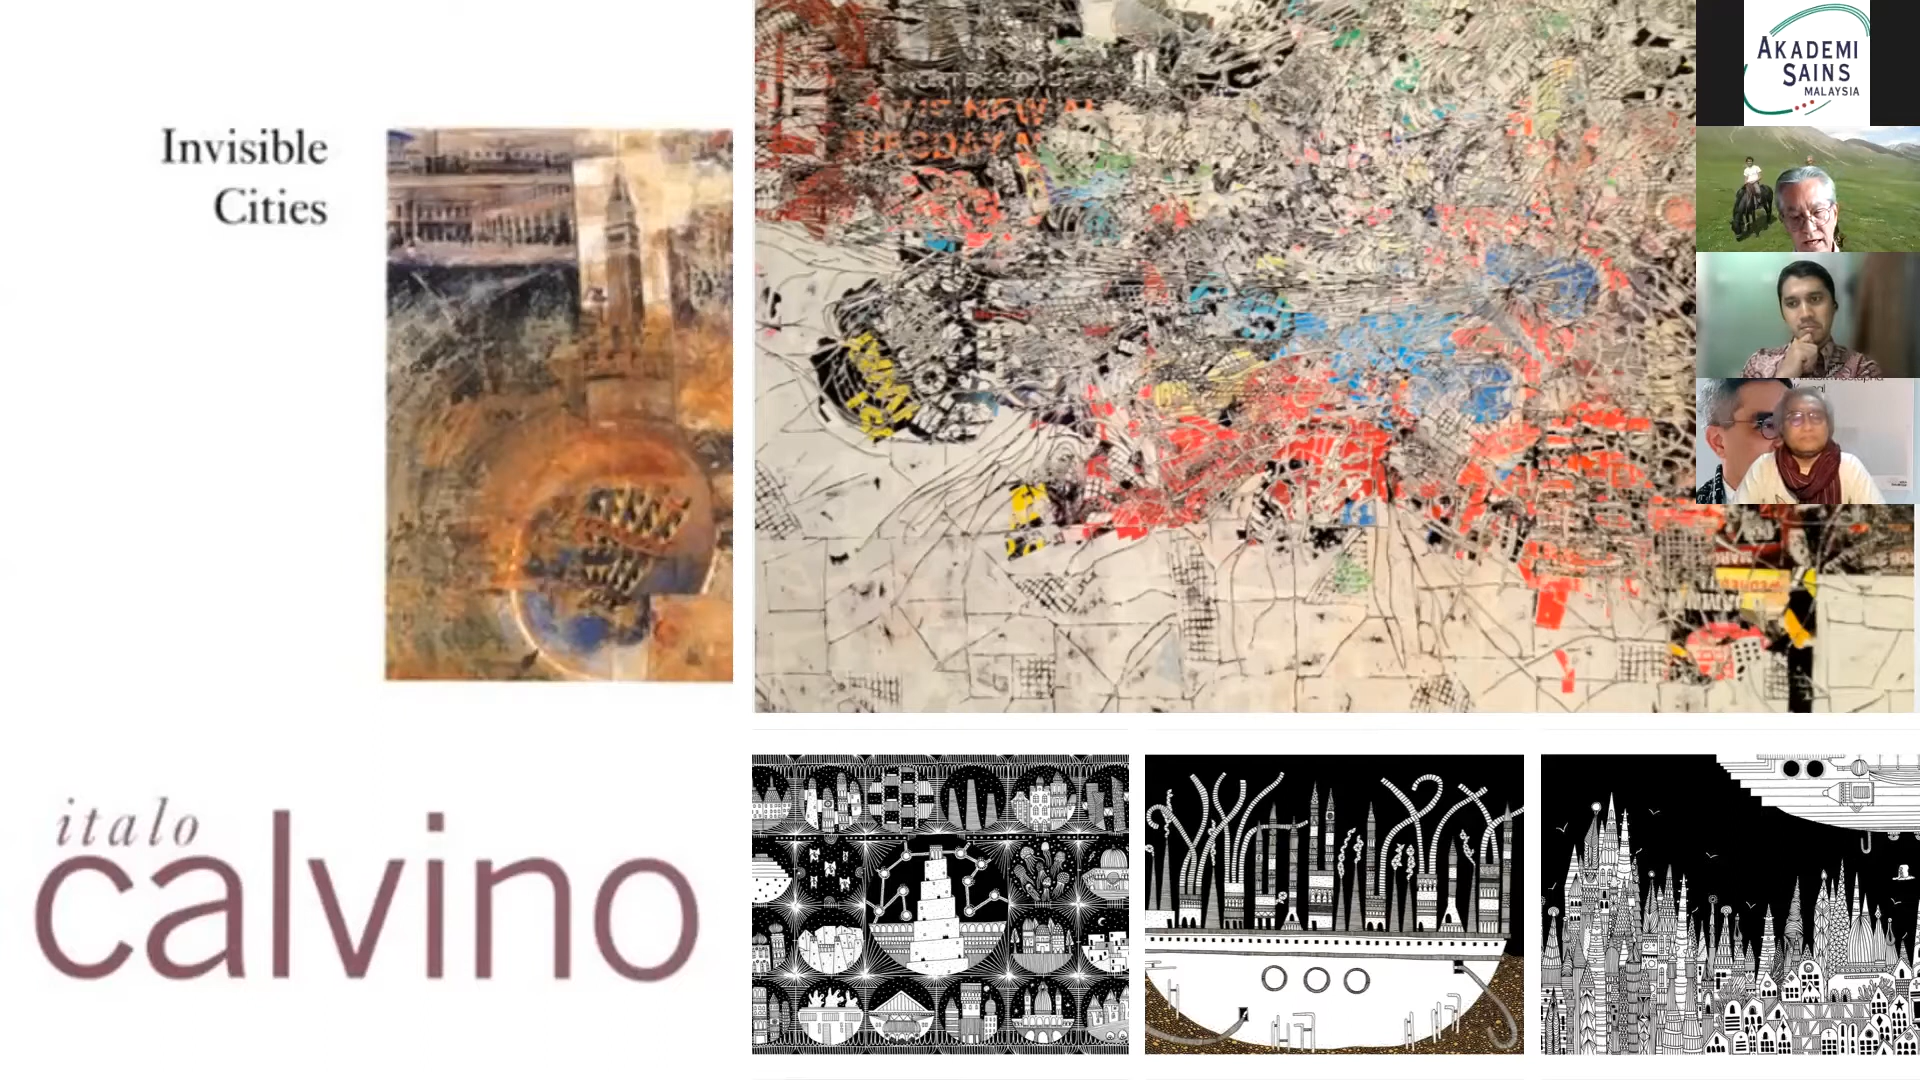 Invisible
Cities
italo
calvino
AKADEMI
SAINS
MALAYSIA